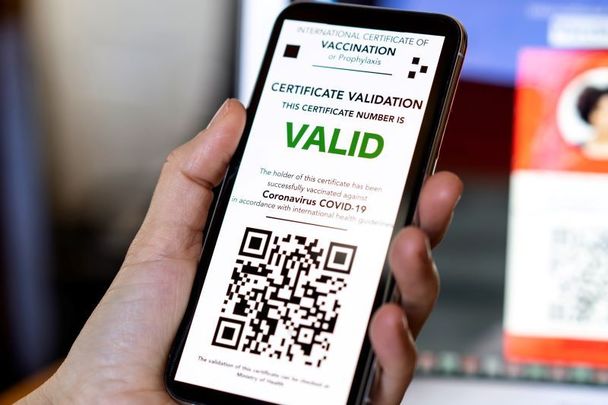 INTERNATIONAL CERTIFICATE OF
VACCINATION
or Prophylaxis
CERTIFICATE VALIDATION
THIS CERTIFICATE NUMBER IS
VALID
The holder of this certificate has been
successfully vaccinated against
Coronavirus COVID-19
in accordance with international health guidelines
The validation of this certificate can be checked at
Ministry of Health